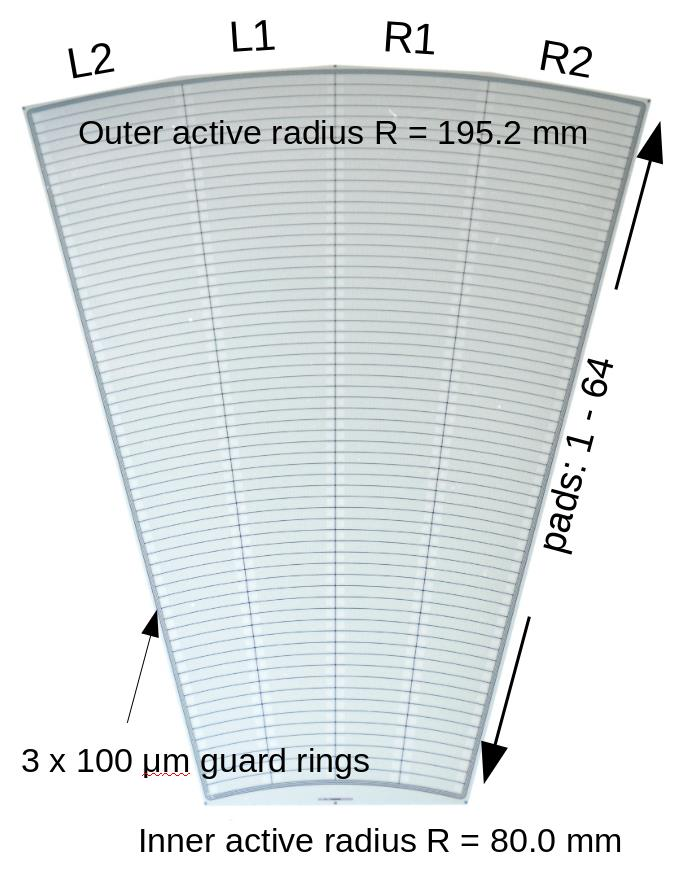 L2 L1 R1 R2
Outer active radius R = 195.2 mm
pads: 1 - 64
3 x 100 μm guard rings
Inner active radius R = 80.0 mm